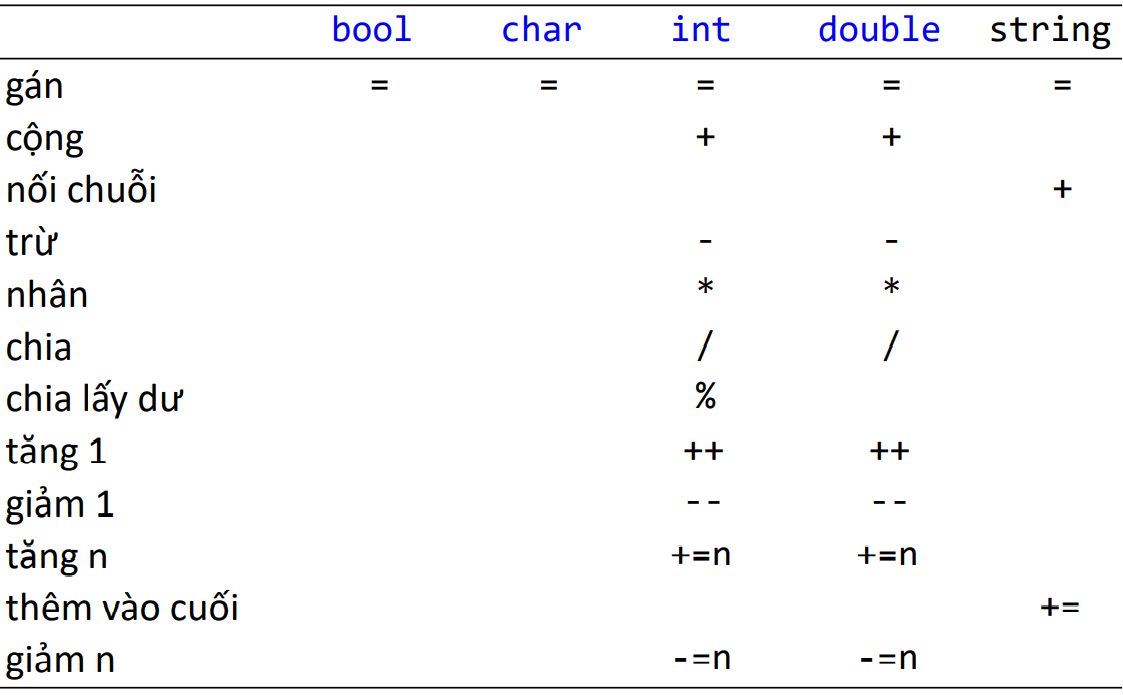 bool char int double string
gán = = = = =
cộng + +
nối chuỗi +
trừ - -
nhân * *
chia / /
chia lấy dư %
tăng 1 ++ ++
giảm 1 -- --
tăng n +=n +=n
thêm vào cuối +=
giảm n -=n -=n